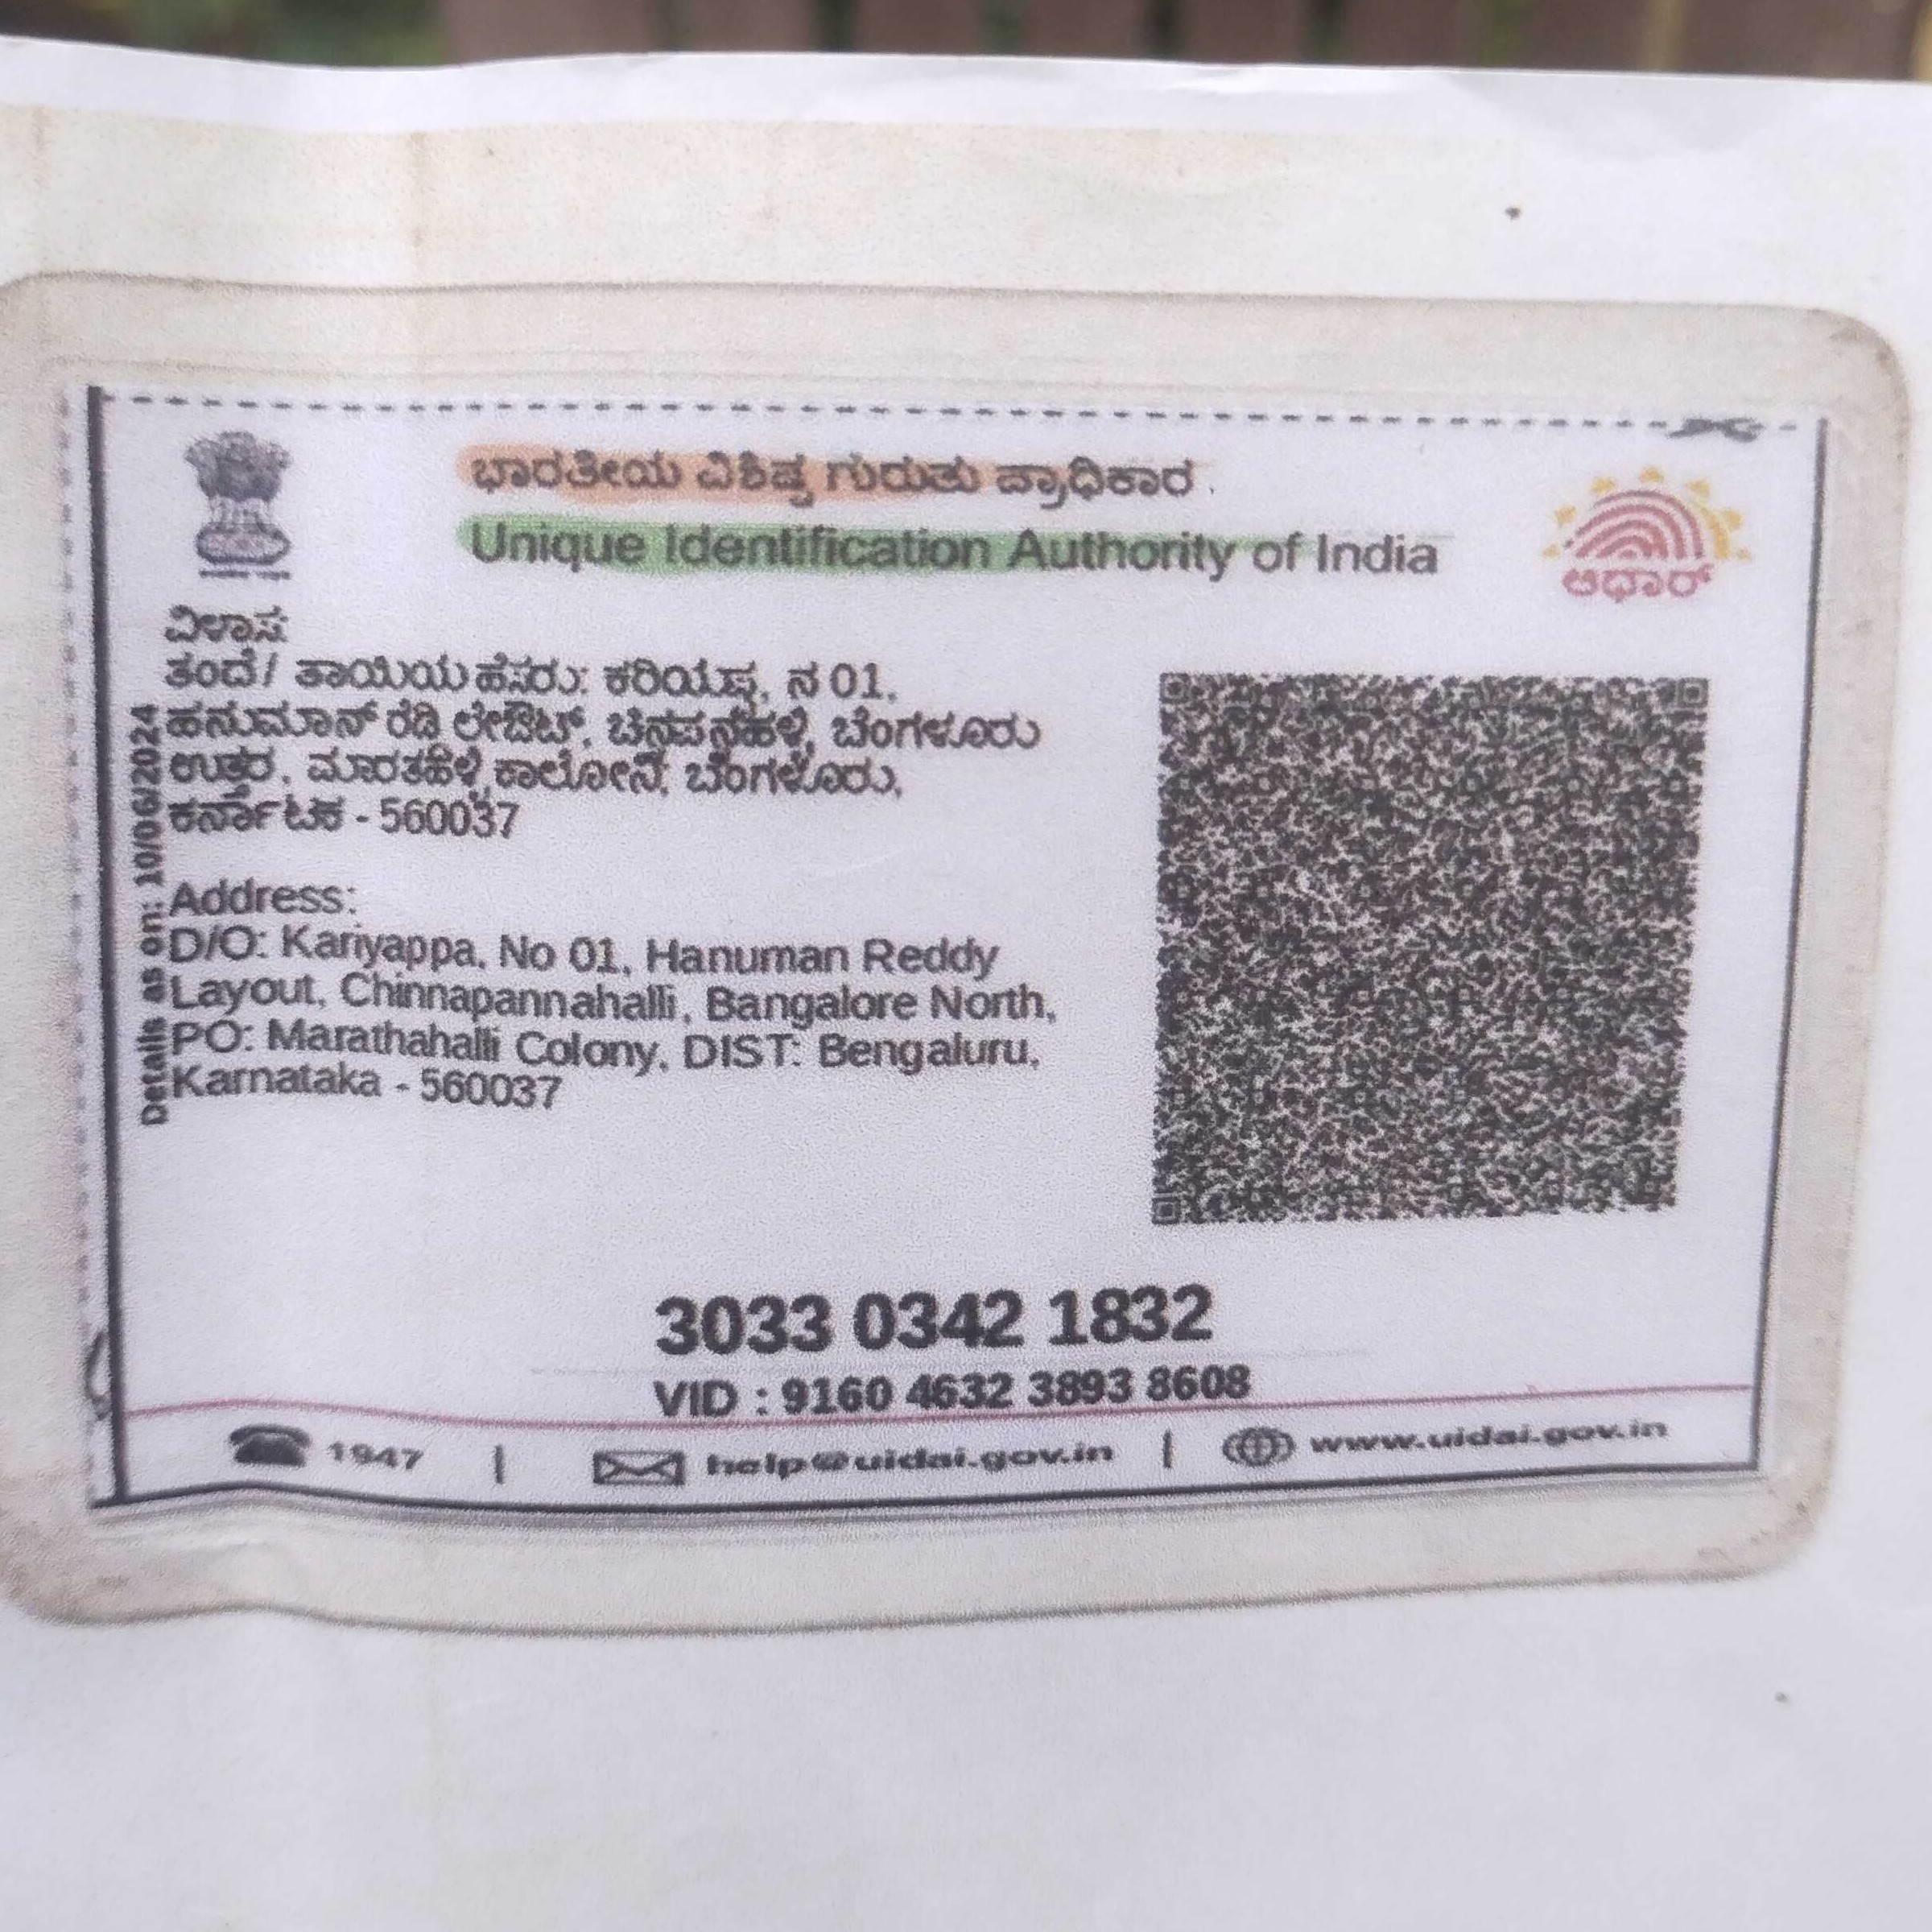 ಭಾರತೀಯ ವಿಶಿಷ್ಟ ಗುರುತು ಪ್ರಾಧಿಕಾರ
Unique Identification Authority of India
ಆಧಾರ್
ವಿಳಾಸ:
ತಂದೆ/ ತಾಯಿಯ ಹೆಸರು: ಕರಿಯಪ್ಪ, ನ 01,
ಹನುಮಾನ್ ರೆಡ್ಡಿ ಲೇಔಟ್, ಚಿನ್ನಪನ್ನಹಳ್ಳಿ, ಬೆಂಗಳೂರು
ಉತ್ತರ, ಮಾರತಹಳ್ಳಿ ಕಾಲೋನಿ, ಬೆಂಗಳೂರು,
ಕರ್ನಾಟಕ - 560037
Address:
D/O: Kariyappa, No 01, Hanuman Reddy
Layout, Chinnapannahalli, Bangalore North,
PO: Marathahalli Colony, DIST: Bengaluru,
Karnataka - 560037
Details as on: 10/06/2024
3033 0342 1832
VID : 9160 4632 3893 8608
1947 | help@uidai.gov.in | www.uidai.gov.in